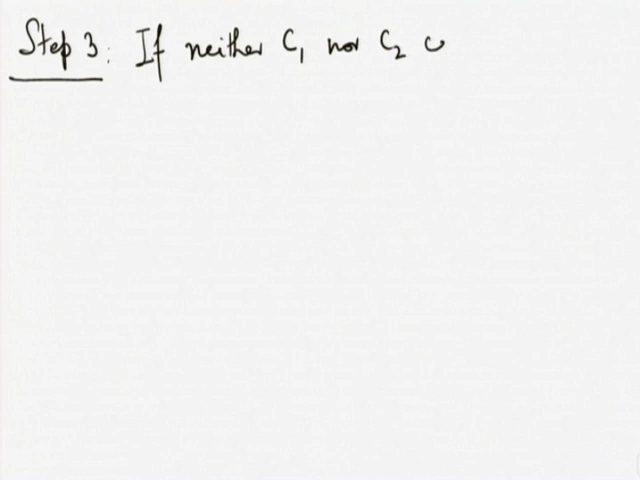 Step 3: If neither C₁ nor C₂